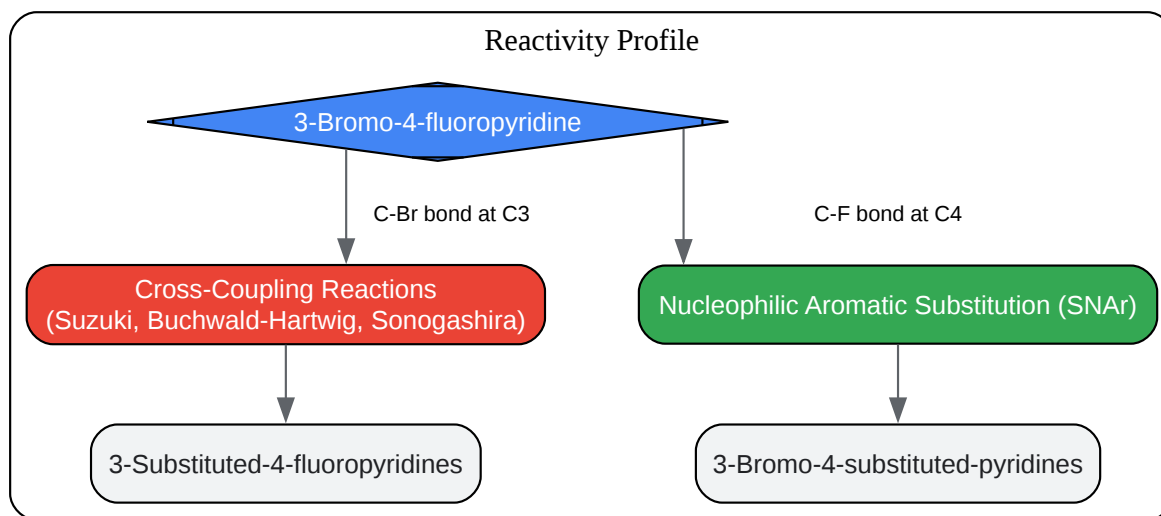 Reactivity Profile
3-Bromo-4-fluoropyridine
C-Br bond at C3
C-F bond at C4
Cross-Coupling Reactions
(Suzuki, Buchwald-Hartwig, Sonogashira)
Nucleophilic Aromatic Substitution (SNAr)
3-Substituted-4-fluoropyridines
3-Bromo-4-substituted-pyridines